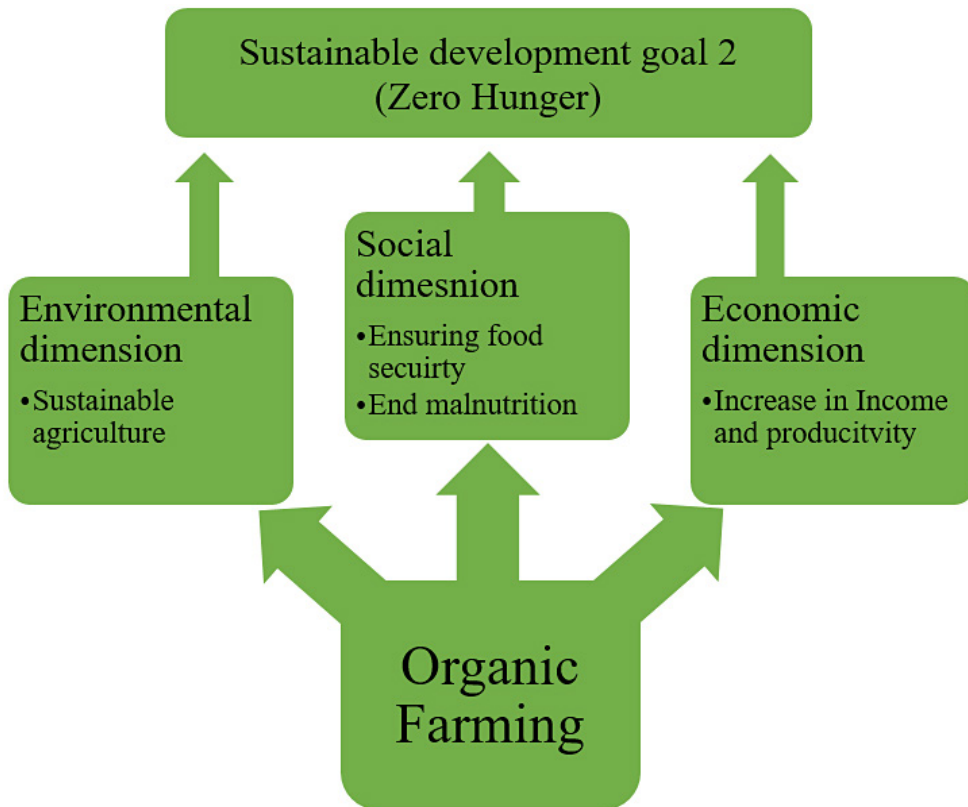 Sustainable development goal 2
(Zero Hunger)
Environmental
dimension
•Sustainable
agriculture
Social
dimesnion
•Ensuring food
secuirty
•End malnutrition
Economic
dimension
•Increase in Income
and producitvity
Organic
Farming